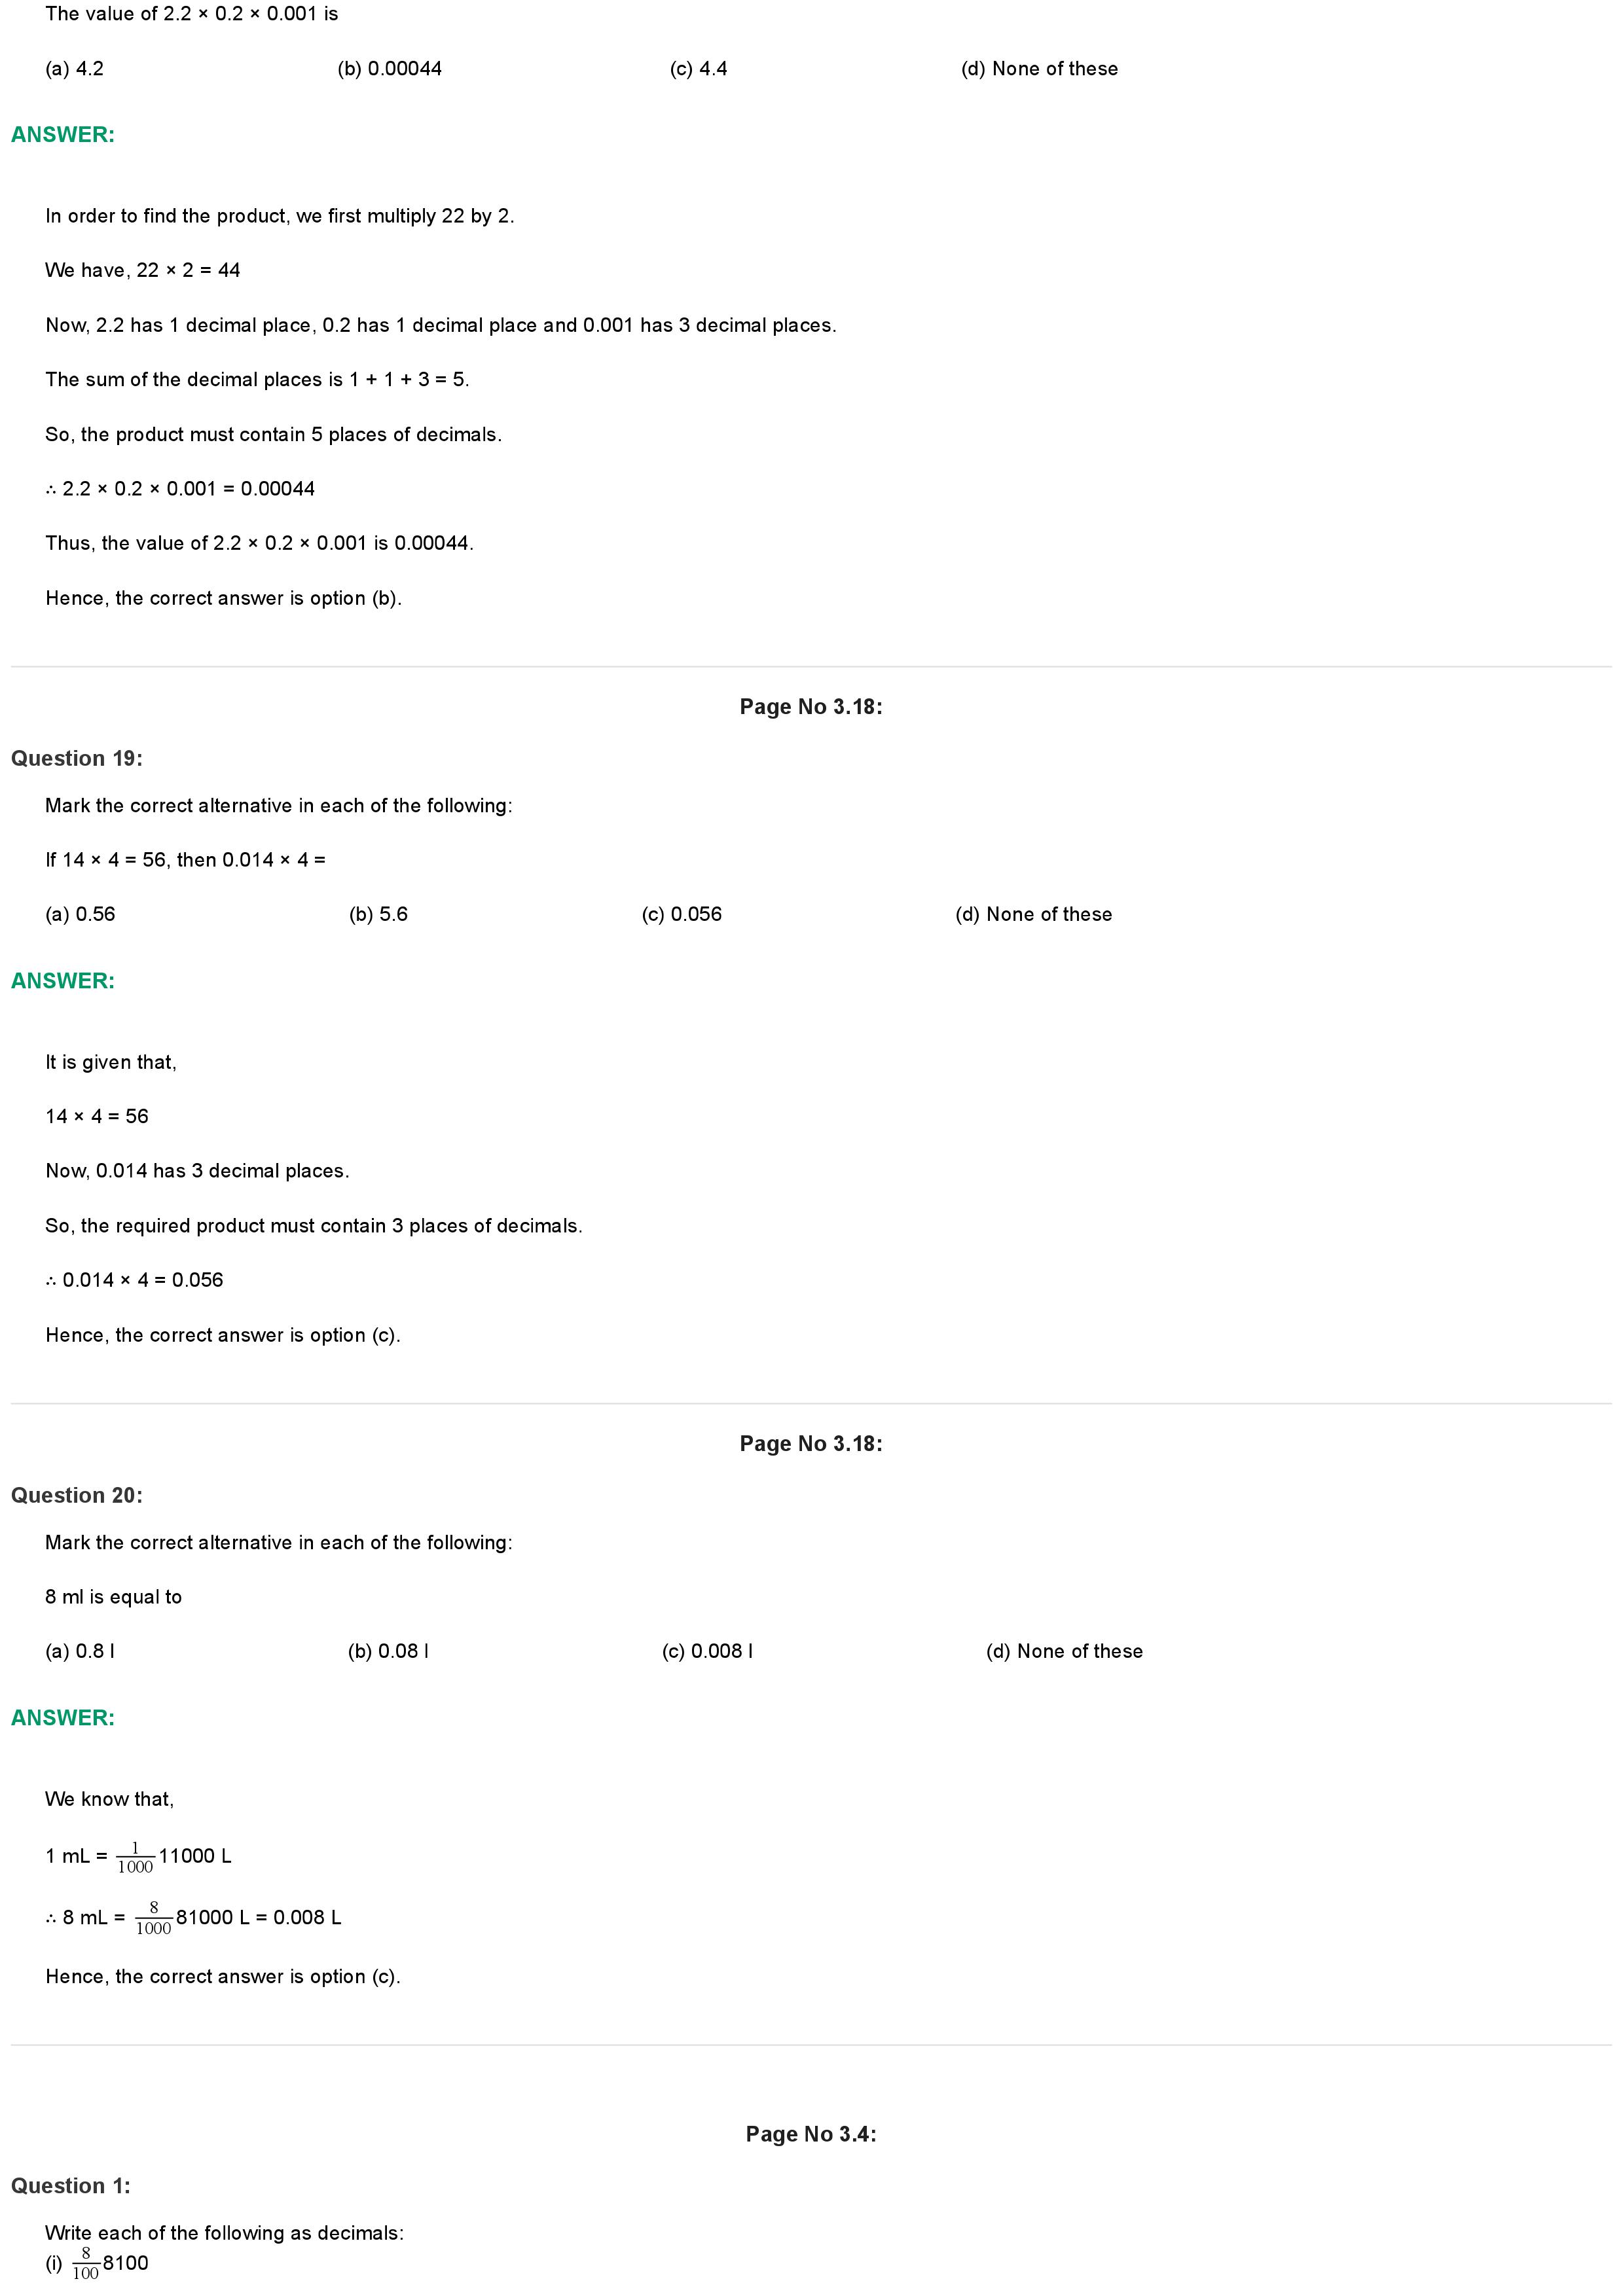 The value of 2.2 × 0.2 × 0.001 is
(a) 4.2 (b) 0.00044 (c) 4.4 (d) None of these
ANSWER:
In order to find the product, we first multiply 22 by 2.
We have, 22 × 2 = 44
Now, 2.2 has 1 decimal place, 0.2 has 1 decimal place and 0.001 has 3 decimal places.
The sum of the decimal places is 1 + 1 + 3 = 5.
So, the product must contain 5 places of decimals.
∴ 2.2 × 0.2 × 0.001 = 0.00044
Thus, the value of 2.2 × 0.2 × 0.001 is 0.00044.
Hence, the correct answer is option (b).
Page No 3.18:
Question 19:
Mark the correct alternative in each of the following:
If 14 × 4 = 56, then 0.014 × 4 =
(a) 0.56 (b) 5.6 (c) 0.056 (d) None of these
ANSWER:
It is given that,
14 × 4 = 56
Now, 0.014 has 3 decimal places.
So, the required product must contain 3 places of decimals.
∴ 0.014 × 4 = 0.056
Hence, the correct answer is option (c).
Page No 3.18:
Question 20:
Mark the correct alternative in each of the following:
8 ml is equal to
(a) 0.8 l (b) 0.08 l (c) 0.008 l (d) None of these
ANSWER:
We know that,
1 mL = 1/1000 11000 L
∴ 8 mL = 8/1000 81000 L = 0.008 L
Hence, the correct answer is option (c).
Page No 3.4:
Question 1:
Write each of the following as decimals:
(i) 8/100 8100